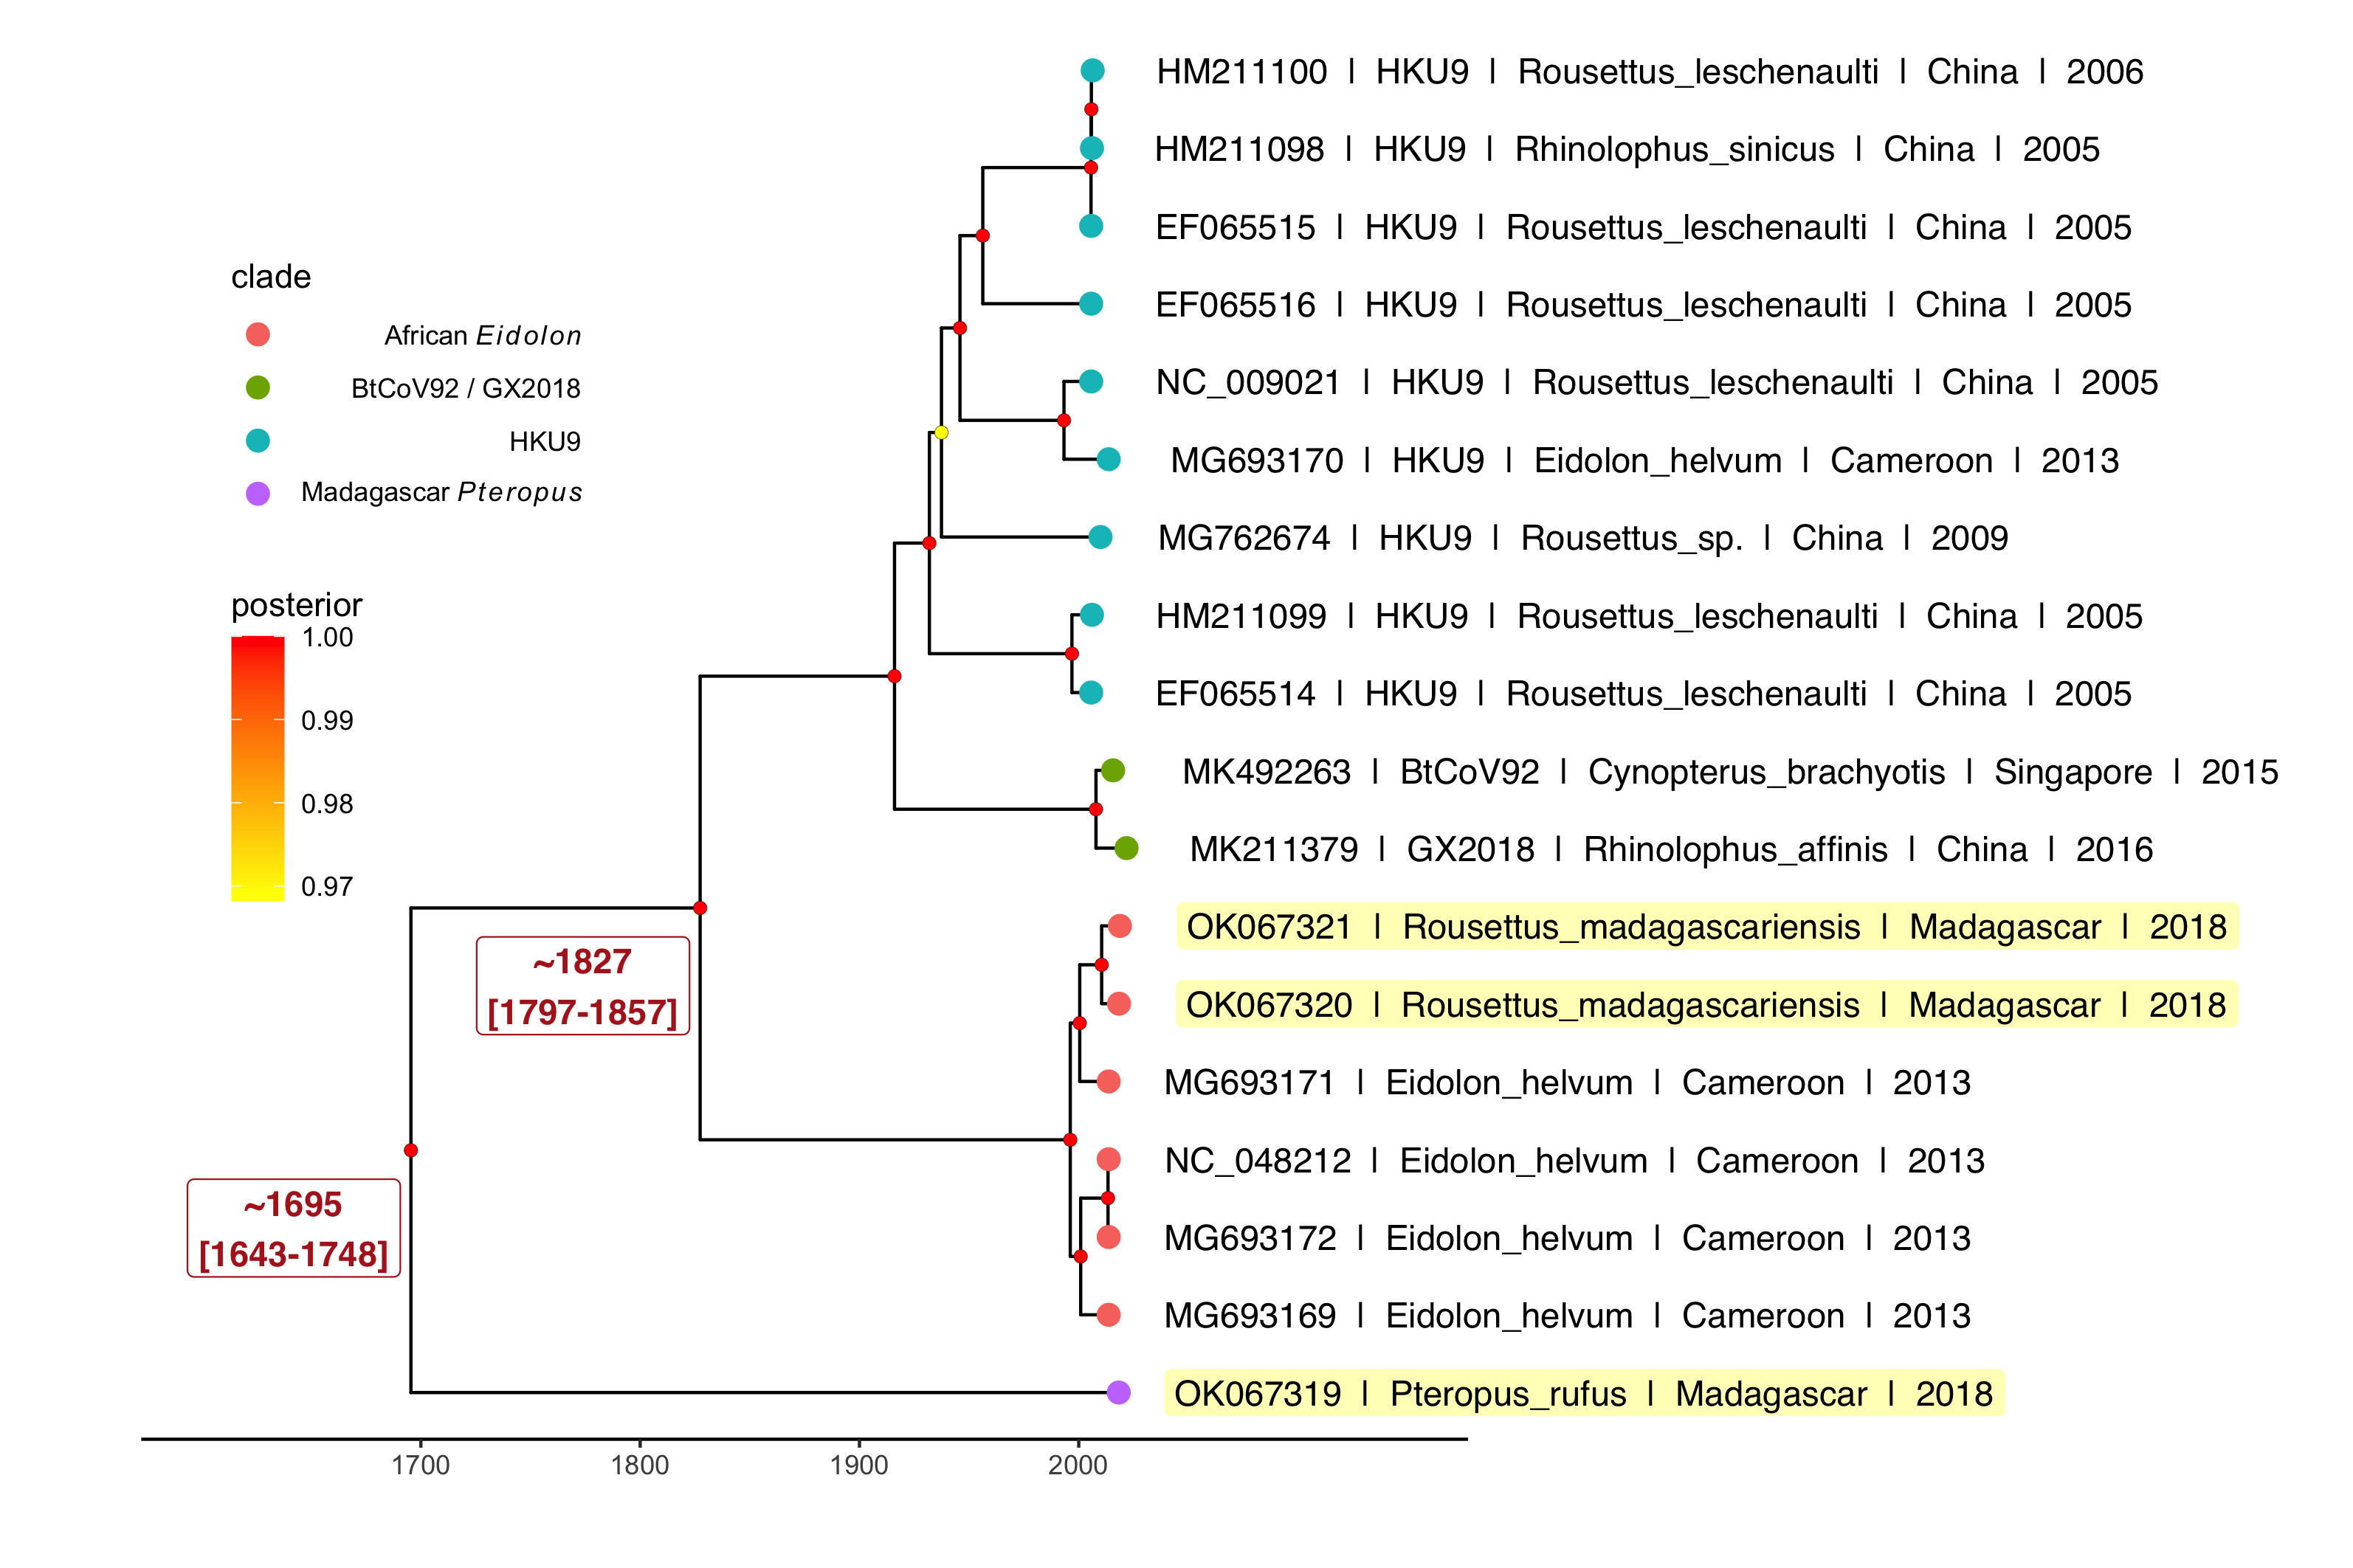 HM211100 | HKU9 | Rousettus_leschenaulti | China | 2006
HM211098 | HKU9 | Rhinolophus_sinicus | China | 2005
EF065515 | HKU9 | Rousettus_leschenaulti | China | 2005
EF065516 | HKU9 | Rousettus_leschenaulti | China | 2005
NC_009021 | HKU9 | Rousettus_leschenaulti | China | 2005
MG693170 | HKU9 | Eidolon_helvum | Cameroon | 2013
MG762674 | HKU9 | Rousettus_sp. | China | 2009
HM211099 | HKU9 | Rousettus_leschenaulti | China | 2005
EF065514 | HKU9 | Rousettus_leschenaulti | China | 2005
MK492263 | BtCoV92 | Cynopterus_brachyotis | Singapore | 2015
MK211379 | GX2018 | Rhinolophus_affinis | China | 2016
OK067321 | Rousettus_madagascariensis | Madagascar | 2018
OK067320 | Rousettus_madagascariensis | Madagascar | 2018
MG693171 | Eidolon_helvum | Cameroon | 2013
NC_048212 | Eidolon_helvum | Cameroon | 2013
MG693172 | Eidolon_helvum | Cameroon | 2013
MG693169 | Eidolon_helvum | Cameroon | 2013
OK067319 | Pteropus_rufus | Madagascar | 2018
clade
African Eidolon
BtCoV92 / GX2018
HKU9
Madagascar Pteropus
posterior
1.00
0.99
0.98
0.97
~1827
[1797-1857]
~1695
[1643-1748]
1700 1800 1900 2000